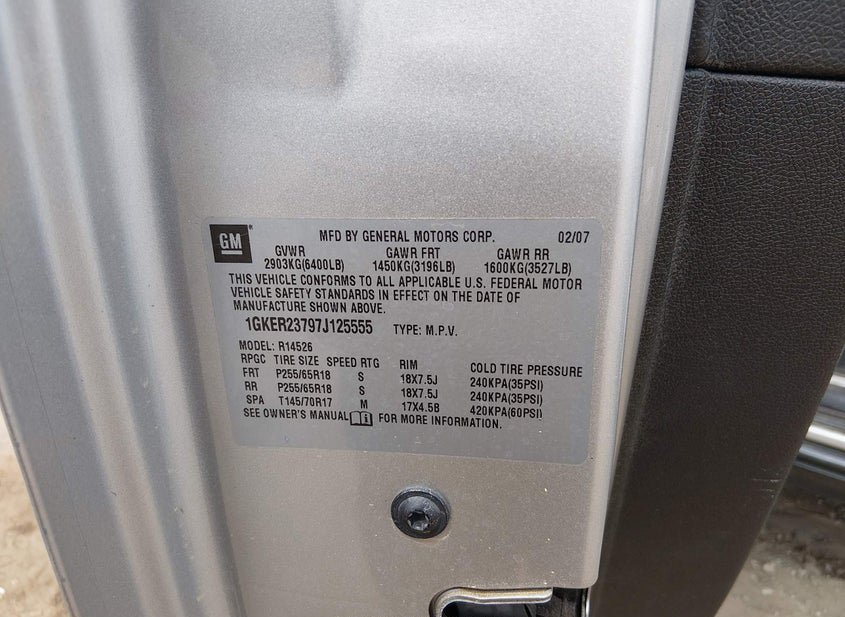 GM
MFD BY GENERAL MOTORS CORP. 02/07
GVWR GAWR FRT GAWR RR
2903KG(6400LB) 1450KG(3196LB) 1600KG(3527LB)
THIS VEHICLE CONFORMS TO ALL APPLICABLE U.S. FEDERAL MOTOR
VEHICLE SAFETY STANDARDS IN EFFECT ON THE DATE OF
MANUFACTURE SHOWN ABOVE.
1GKER23797J125555 TYPE: M.P.V.
MODEL: R14526
RPGC TIRE SIZE SPEED RTG RIM COLD TIRE PRESSURE
FRT P255/65R18 S 18X7.5J 240KPA(35PSI)
RR P255/65R18 S 18X7.5J 240KPA(35PSI)
SPA T145/70R17 M 17X4.5B 420KPA(60PSI)
SEE OWNER'S MANUAL FOR MORE INFORMATION.